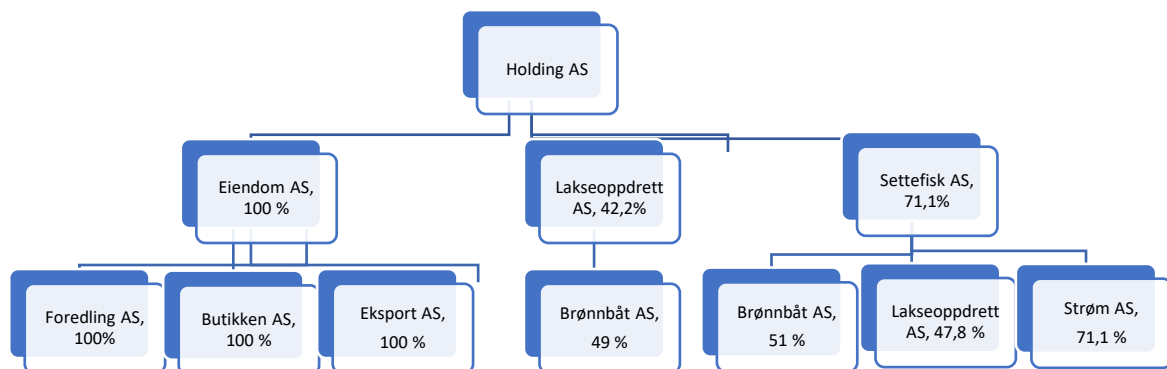 Holding AS
Eiendom AS,
100 %
Lakseoppdrett
AS, 42,2%
Settefisk AS,
71,1%
Foredling AS,
100%
Butikken AS,
100 %
Eksport AS,
100 %
Brønnbåt AS,
49 %
Brønnbåt AS,
51 %
Lakseoppdrett
AS, 47,8 %
Strøm AS,
71,1 %